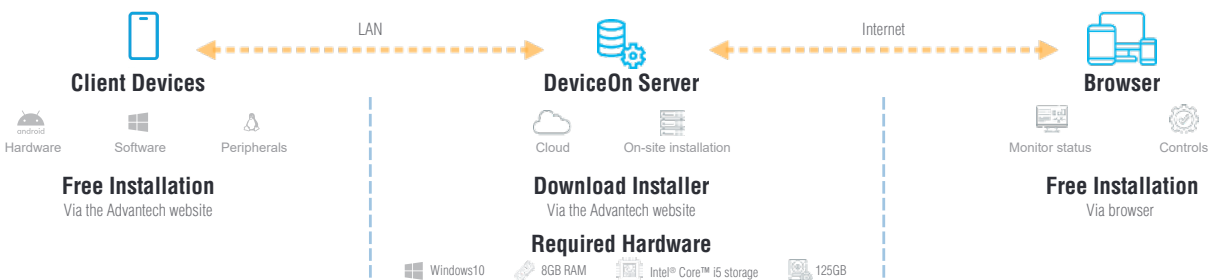 LAN
Internet
Client Devices
DeviceOn Server
Browser
android
Hardware
Software
Peripherals
Cloud
On-site installation
Monitor status
Controls
Free Installation
Via the Advantech website
Download Installer
Via the Advantech website
Free Installation
Via browser
Required Hardware
Windows10
8GB RAM
Intel® Core™ i5 storage
125GB